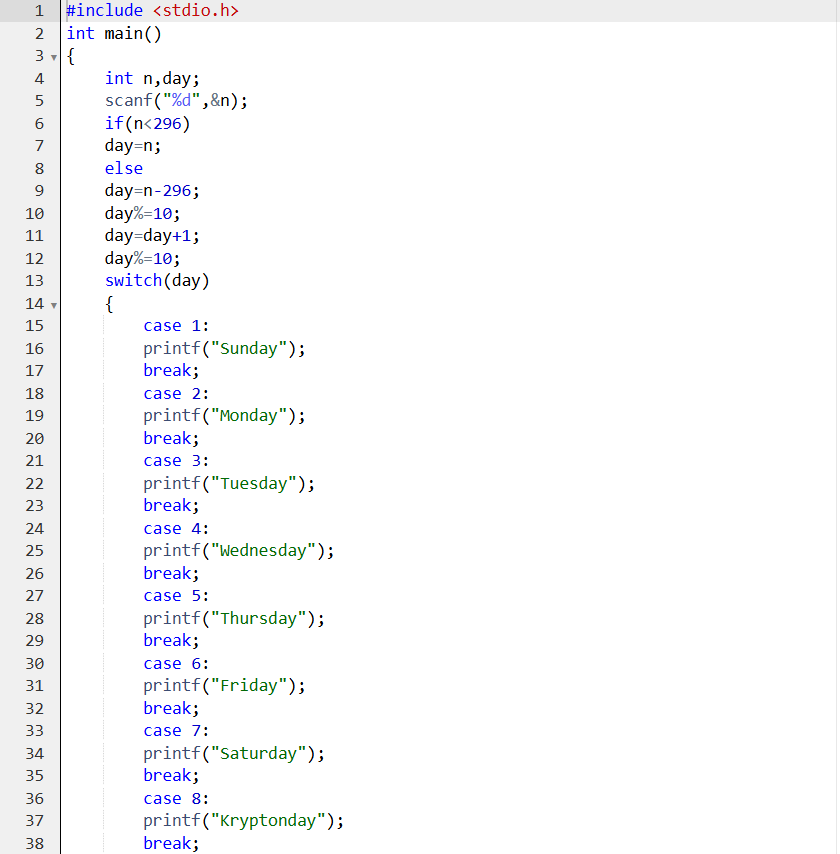 1 #include <stdio.h>
2 int main()
3 {
4 int n,day;
5 scanf("%d",&n);
6 if(n<296)
7 day=n;
8 else
9 day=n-296;
10 day%=10;
11 day=day+1;
12 day%=10;
13 switch(day)
14 {
15 case 1:
16 printf("Sunday");
17 break;
18 case 2:
19 printf("Monday");
20 break;
21 case 3:
22 printf("Tuesday");
23 break;
24 case 4:
25 printf("Wednesday");
26 break;
27 case 5:
28 printf("Thursday");
29 break;
30 case 6:
31 printf("Friday");
32 break;
33 case 7:
34 printf("Saturday");
35 break;
36 case 8:
37 printf("Kryptonday");
38 break;